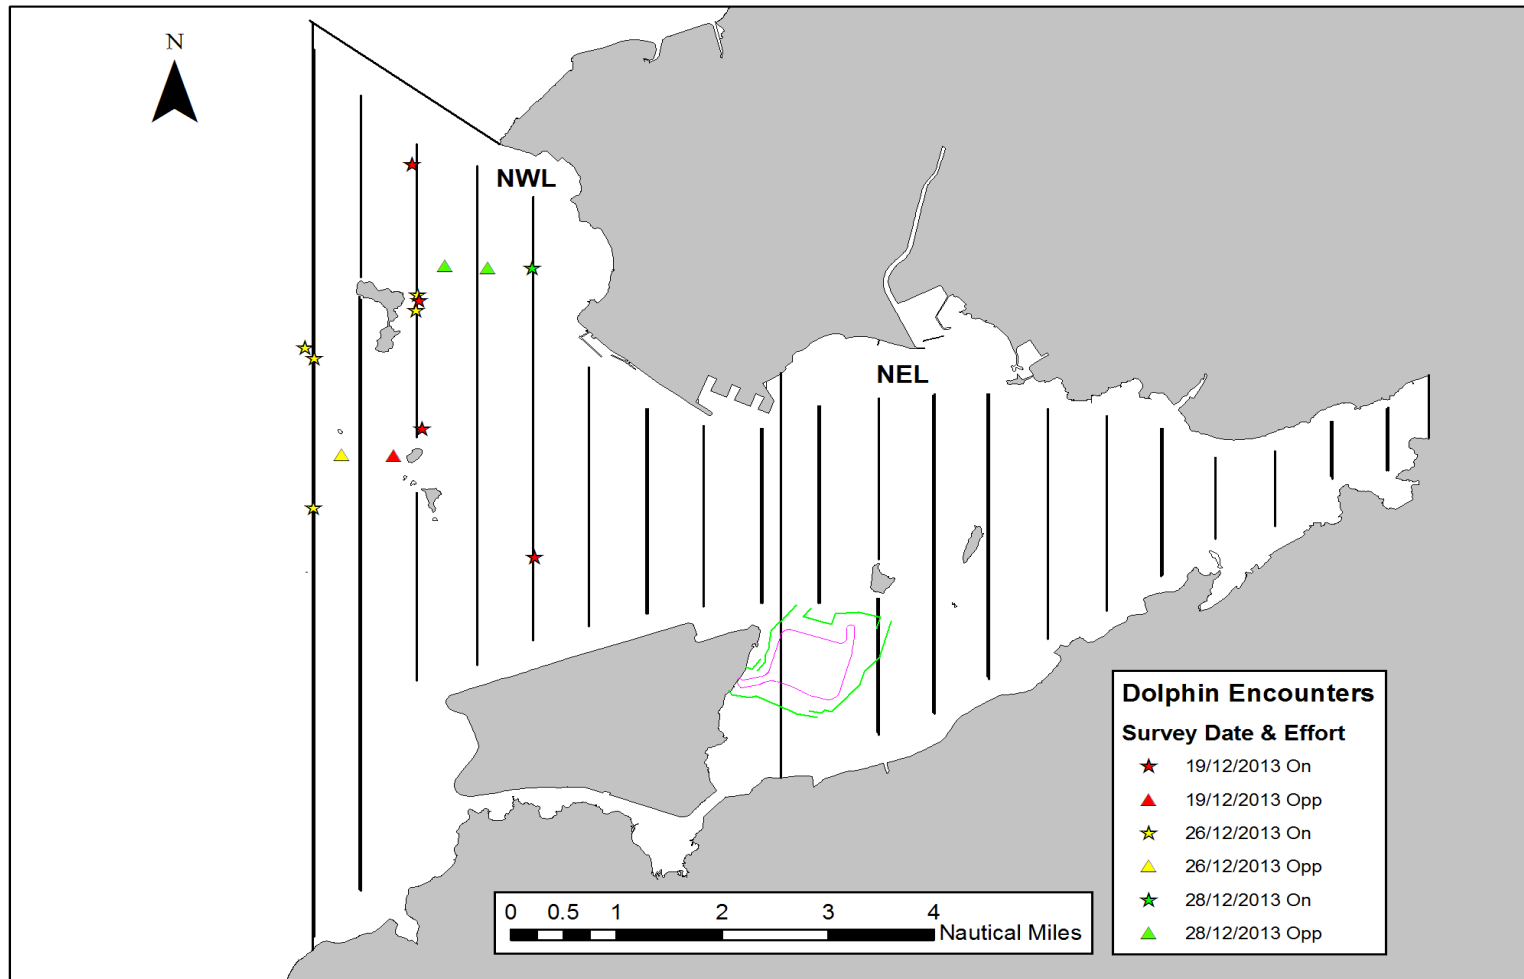 N
NWL
NEL
Dolphin Encounters
Survey Date & Effort
19/12/2013 On
19/12/2013 Opp
26/12/2013 On
26/12/2013 Opp
28/12/2013 On
28/12/2013 Opp
0 0.5 1 2 3 4
Nautical Miles